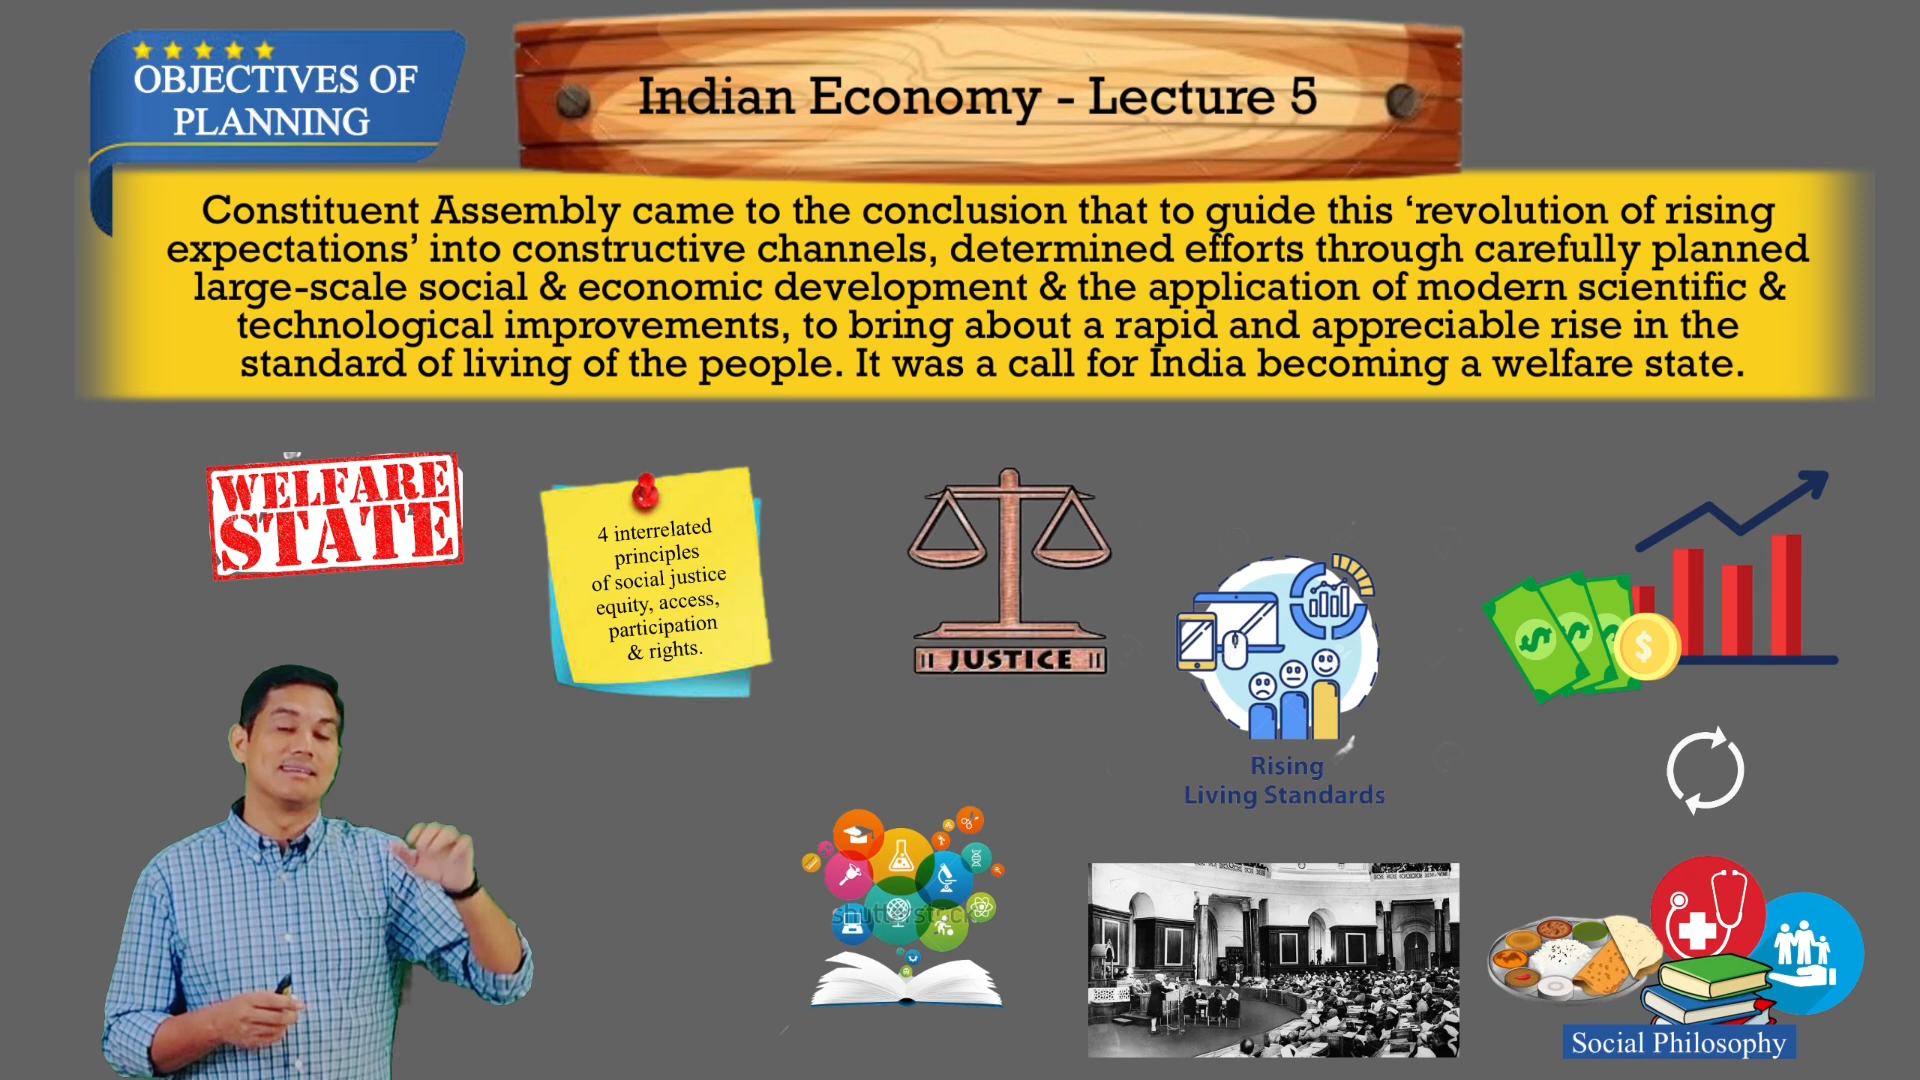 OBJECTIVES OF
PLANNING
Indian Economy - Lecture 5
Constituent Assembly came to the conclusion that to guide this ‘revolution of rising
expectations’ into constructive channels, determined efforts through carefully planned
large-scale social & economic development & the application of modern scientific &
technological improvements, to bring about a rapid and appreciable rise in the
standard of living of the people. It was a call for India becoming a welfare state.
WELFARE
STATE
4 interrelated
principles
of social justice
equity, access,
participation
& rights.
JUSTICE
Rising
Living Standards
shutterstock
Social Philosophy